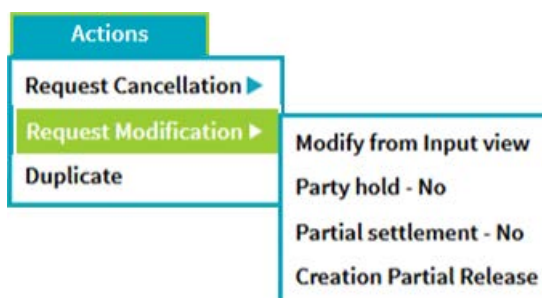 Actions
Request Cancellation ▶
Request Modification ▶
Duplicate
Modify from Input view
Party hold - No
Partial settlement - No
Creation Partial Release